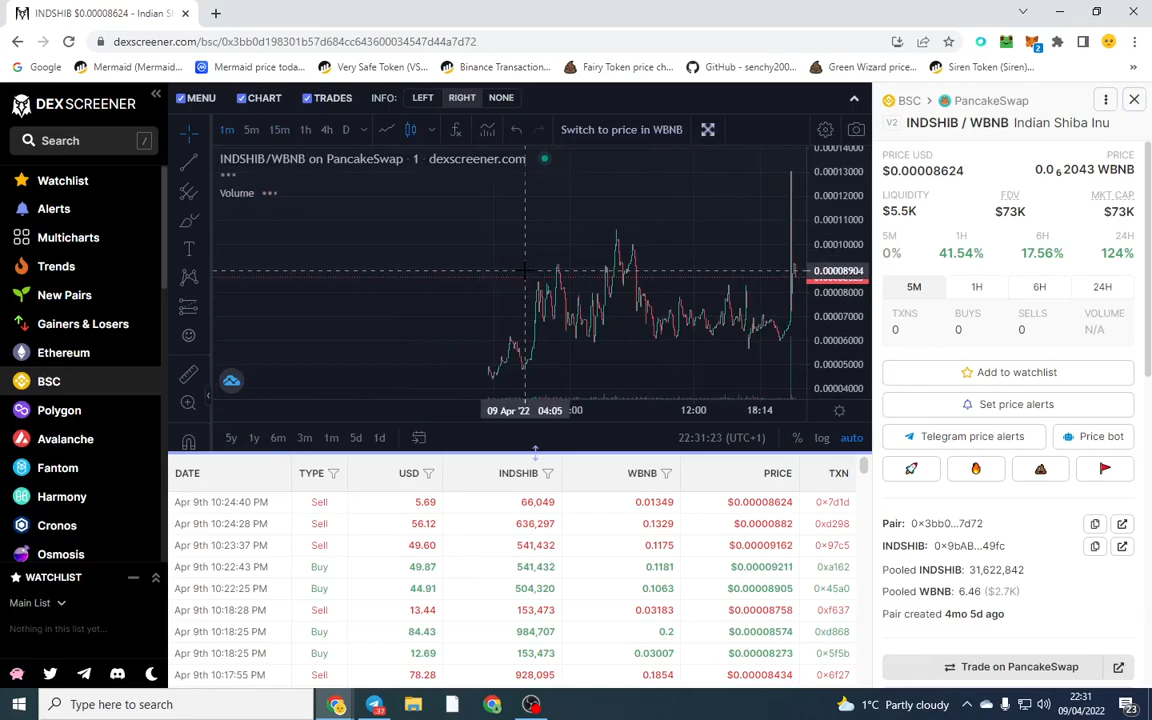 INDSHIB $0.00008624 - Indian S
dexscreener.com/bsc/0x3bb0d198301b57d684cc643600034547d44a7d72
2
Google
Mermaid (Mermaid...
Mermaid price toda...
Very Safe Token (VS...
Binance Transaction...
Fairy Token price ch...
GitHub - senchy200...
Green Wizard price...
Siren Token (Siren)...
»
DEXSCREENER
Search
/
Watchlist
Alerts
Multicharts
Trends
New Pairs
Gainers & Losers
Ethereum
BSC
Polygon
Avalanche
Fantom
Harmony
Cronos
Osmosis
WATCHLIST
Main List
Nothing in this list yet...
MENU
CHART
TRADES
INFO:
LEFT
RIGHT
NONE
1m
5m
15m
1h
4h
D
Switch to price in WBNB
INDSHIB/WBNB on PancakeSwap · 1 · dexscreener.com
Volume
0.00014000
0.00013000
0.00012000
0.00011000
0.00010000
0.00008904
0.00008000
0.00007000
0.00006000
0.00005000
0.00004000
09 Apr '22 04:05
:00
12:00
18:14
5y
1y
6m
3m
1m
5d
1d
22:31:23 (UTC+1)
%
log
auto
DATE TYPE USD INDSHIB WBNB PRICE TXN
Apr 9th 10:24:40 PM Sell 5.69 66,049 0.01349 $0.00008624 0x7d1d
Apr 9th 10:24:28 PM Sell 56.12 636,297 0.1329 $0.0000882 0xd298
Apr 9th 10:23:37 PM Sell 49.60 541,432 0.1175 $0.00009162 0x97c5
Apr 9th 10:22:43 PM Buy 49.87 541,432 0.1181 $0.00009211 0xa162
Apr 9th 10:22:25 PM Buy 44.91 504,320 0.1063 $0.00008905 0x45a0
Apr 9th 10:18:28 PM Sell 13.44 153,473 0.03183 $0.00008758 0xf637
Apr 9th 10:18:25 PM Buy 84.43 984,707 0.2 $0.00008574 0xd868
Apr 9th 10:18:25 PM Buy 12.69 153,473 0.03007 $0.00008273 0x5f5b
Apr 9th 10:17:55 PM Sell 78.28 928,095 0.1854 $0.00008434 0x6f27
BSC > PancakeSwap
V2 INDSHIB / WBNB Indian Shiba Inu
PRICE USD PRICE
$0.00008624 0.0₆2043 WBNB
LIQUIDITY FDV MKT CAP
$5.5K $73K $73K
5M 1H 6H 24H
0% 41.54% 17.56% 124%
5M 1H 6H 24H
TXNS BUYS SELLS VOLUME
0 0 0 N/A
Add to watchlist
Set price alerts
Telegram price alerts
Price bot
Pair: 0x3bb0...7d72
INDSHIB: 0x9bAB...49fc
Pooled INDSHIB: 31,622,842
Pooled WBNB: 6.46 ($2.7K)
Pair created 4mo 5d ago
Trade on PancakeSwap
Type here to search
37
1°C Partly cloudy
22:31
09/04/2022
23